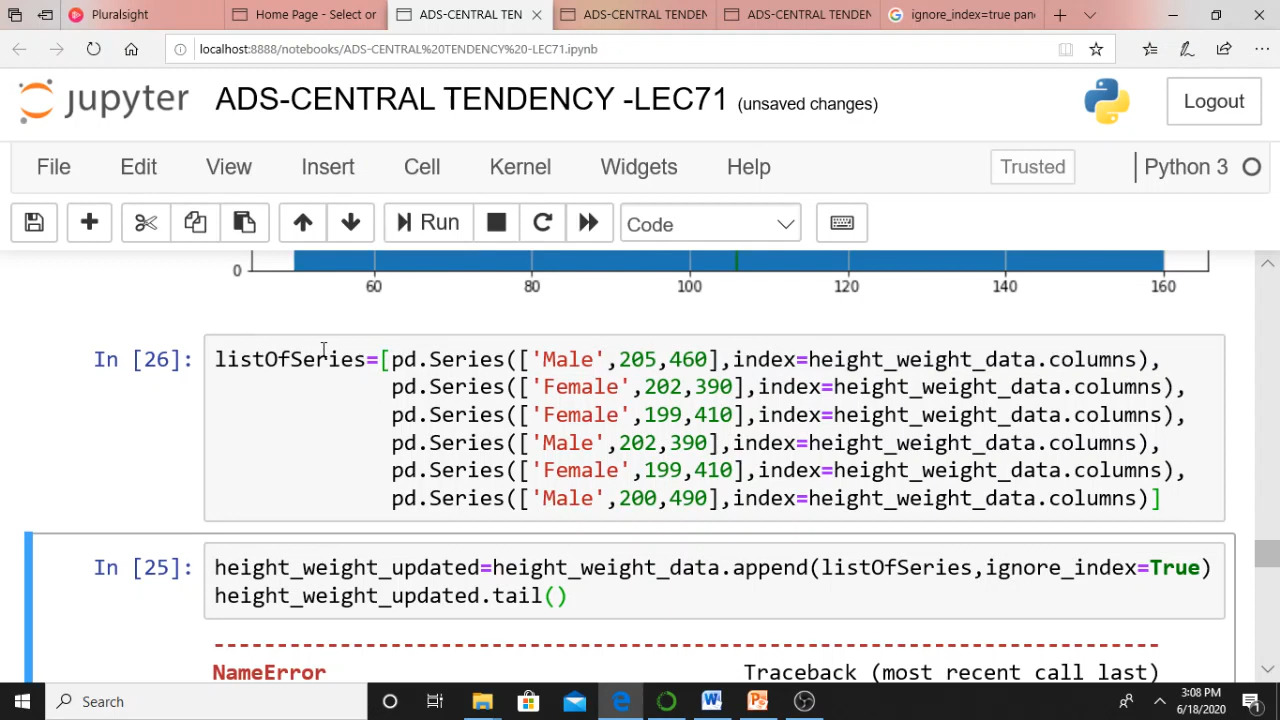 Pluralsight
Home Page - Select or
ADS-CENTRAL TEN
ADS-CENTRAL TENDEN
ADS-CENTRAL TENDEN
ignore_index=true pan
localhost:8888/notebooks/ADS-CENTRAL%20TENDENCY%20-LEC71.ipynb
jupyter ADS-CENTRAL TENDENCY -LEC71 (unsaved changes)
Logout
File Edit View Insert Cell Kernel Widgets Help Trusted Python 3
Run Code
0
60 80 100 120 140 160
In [26]: listOfSeries=[pd.Series(['Male',205,460],index=height_weight_data.columns),
pd.Series(['Female',202,390],index=height_weight_data.columns),
pd.Series(['Female',199,410],index=height_weight_data.columns),
pd.Series(['Male',202,390],index=height_weight_data.columns),
pd.Series(['Female',199,410],index=height_weight_data.columns),
pd.Series(['Male',200,490],index=height_weight_data.columns)]
In [25]: height_weight_updated=height_weight_data.append(listOfSeries,ignore_index=True)
height_weight_updated.tail()
---------------------------------------------------------------------------
NameError Traceback (most recent call last)
Search
3:08 PM
6/18/2020